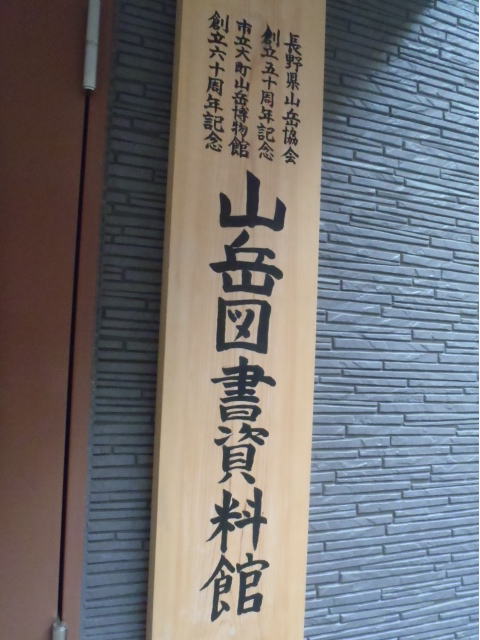 長野県山岳協会
創立五十周年記念
市立大町山岳博物館
創立六十周年記念
山岳図書資料館